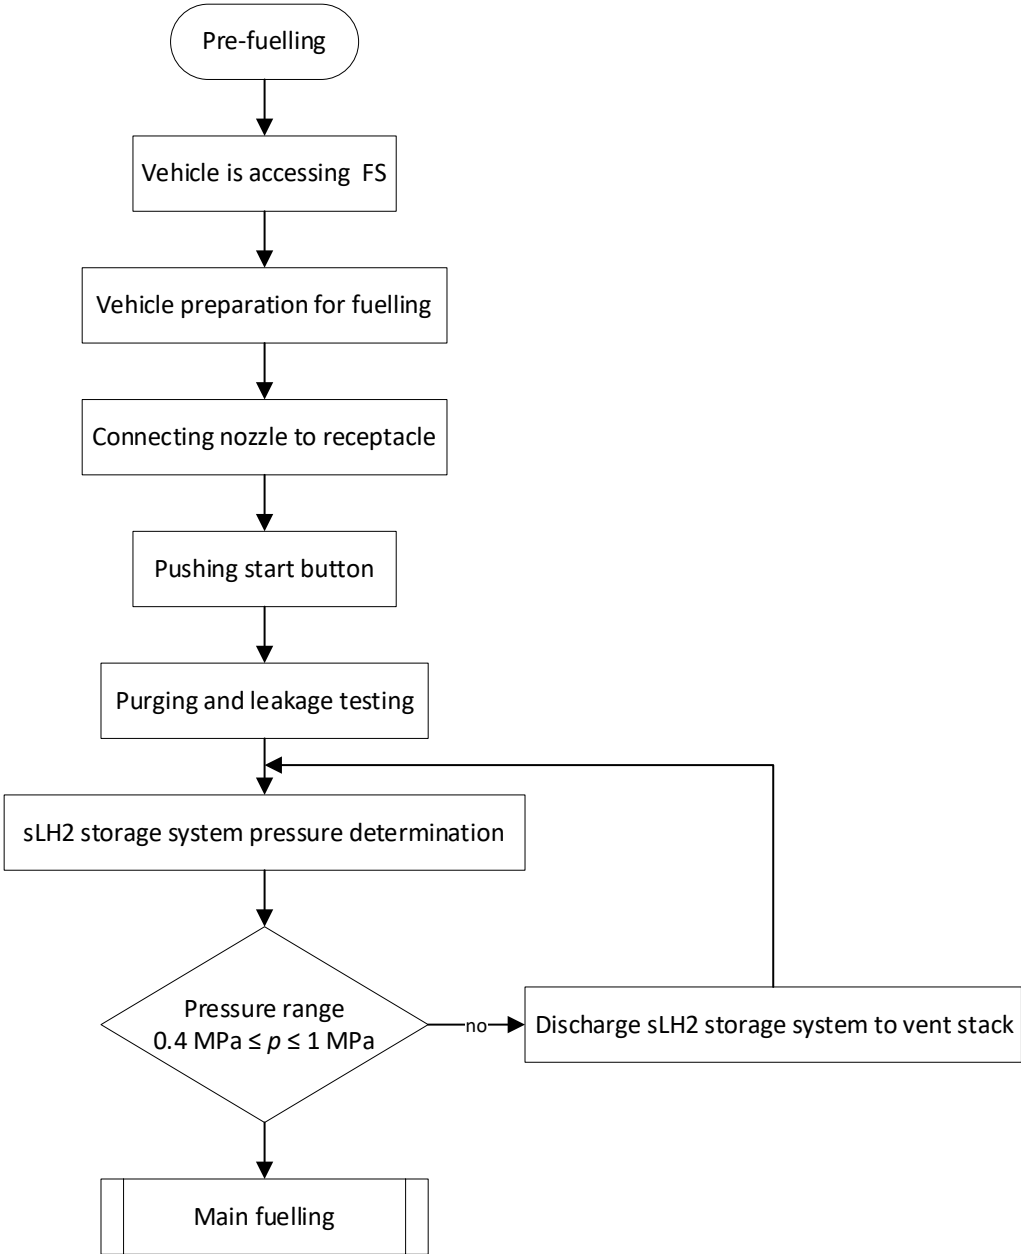 Pre-fuelling
Vehicle is accessing  FS
Vehicle preparation for fuelling
Connecting nozzle to receptacle
Pushing start button
Purging and leakage testing
sLH2 storage system pressure determination
Pressure range
0.4 MPa ≤ p ≤ 1 MPa
no
Discharge sLH2 storage system to vent stack
Main fuelling